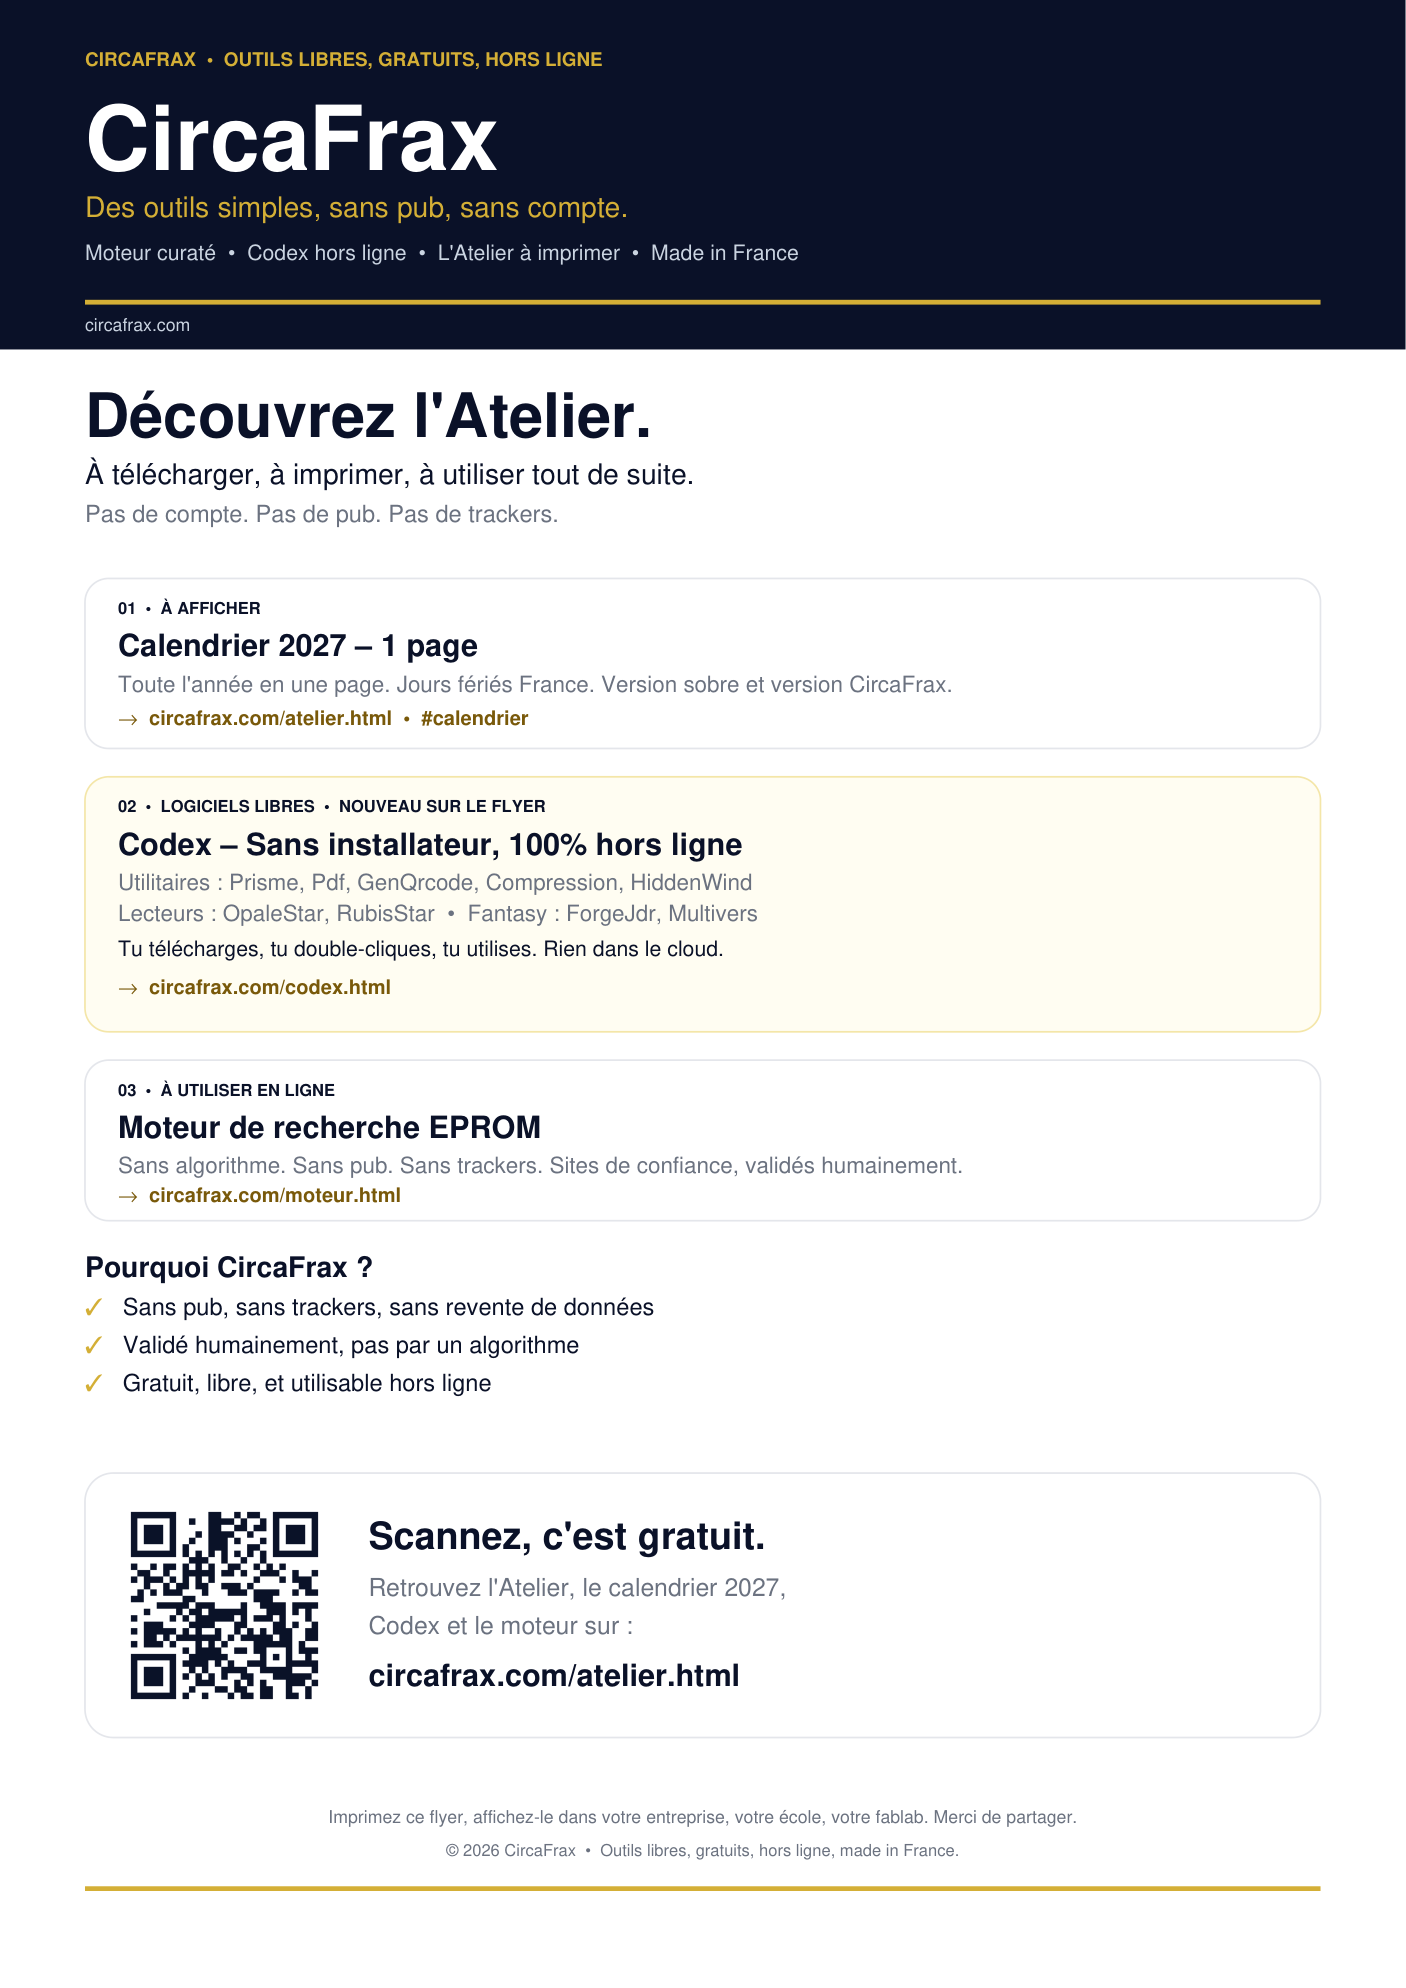 CIRCAFRAX • OUTILS LIBRES, GRATUITS, HORS LIGNE
CircaFrax
Des outils simples, sans pub, sans compte.
Moteur curaté • Codex hors ligne • L'Atelier à imprimer • Made in France
circafrax.com
Découvrez l'Atelier.
À télécharger, à imprimer, à utiliser tout de suite.
Pas de compte. Pas de pub. Pas de trackers.
01 • À AFFICHER
Calendrier 2027 – 1 page
Toute l'année en une page. Jours fériés France. Version sobre et version CircaFrax.
→ circafrax.com/atelier.html • #calendrier
02 • LOGICIELS LIBRES • NOUVEAU SUR LE FLYER
Codex – Sans installateur, 100% hors ligne
Utilitaires : Prisme, Pdf, GenQrcode, Compression, HiddenWind
Lecteurs : OpaleStar, RubisStar • Fantasy : ForgeJdr, Multivers
Tu télécharges, tu double-cliques, tu utilises. Rien dans le cloud.
→ circafrax.com/codex.html
03 • À UTILISER EN LIGNE
Moteur de recherche EPROM
Sans algorithme. Sans pub. Sans trackers. Sites de confiance, validés humainement.
→ circafrax.com/moteur.html
Pourquoi CircaFrax ?
✓ Sans pub, sans trackers, sans revente de données
✓ Validé humainement, pas par un algorithme
✓ Gratuit, libre, et utilisable hors ligne
Scannez, c'est gratuit.
Retrouvez l'Atelier, le calendrier 2027,
Codex et le moteur sur :
circafrax.com/atelier.html
Imprimez ce flyer, affichez-le dans votre entreprise, votre école, votre fablab. Merci de partager.
© 2026 CircaFrax • Outils libres, gratuits, hors ligne, made in France.